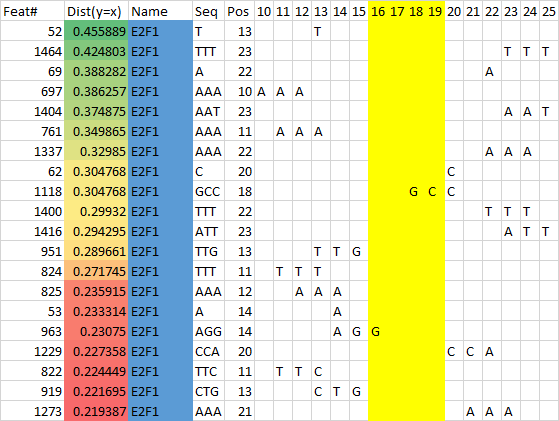 Feat# Dist(y=x) Name Seq Pos 10 11 12 13 14 15 16 17 18 19 20 21 22 23 24 25
52 0.455889 E2F1 T 13 T
1464 0.424803 E2F1 TTT 23 T T T
69 0.388282 E2F1 A 22 A
697 0.386257 E2F1 AAA 10 A A A
1404 0.374875 E2F1 AAT 23 A A T
761 0.349865 E2F1 AAA 11 A A A
1337 0.32985 E2F1 AAA 22 A A A
62 0.304768 E2F1 C 20 C
1118 0.304768 E2F1 GCC 18 G C C
1400 0.29932 E2F1 TTT 22 T T T
1416 0.294295 E2F1 ATT 23 A T T
951 0.289661 E2F1 TTG 13 T T G
824 0.271745 E2F1 TTT 11 T T T
825 0.235915 E2F1 AAA 12 A A A
53 0.233314 E2F1 A 14 A
963 0.23075 E2F1 AGG 14 A G G
1229 0.227358 E2F1 CCA 20 C C A
822 0.224449 E2F1 TTC 11 T T C
919 0.221695 E2F1 CTG 13 C T G
1273 0.219387 E2F1 AAA 21 A A A